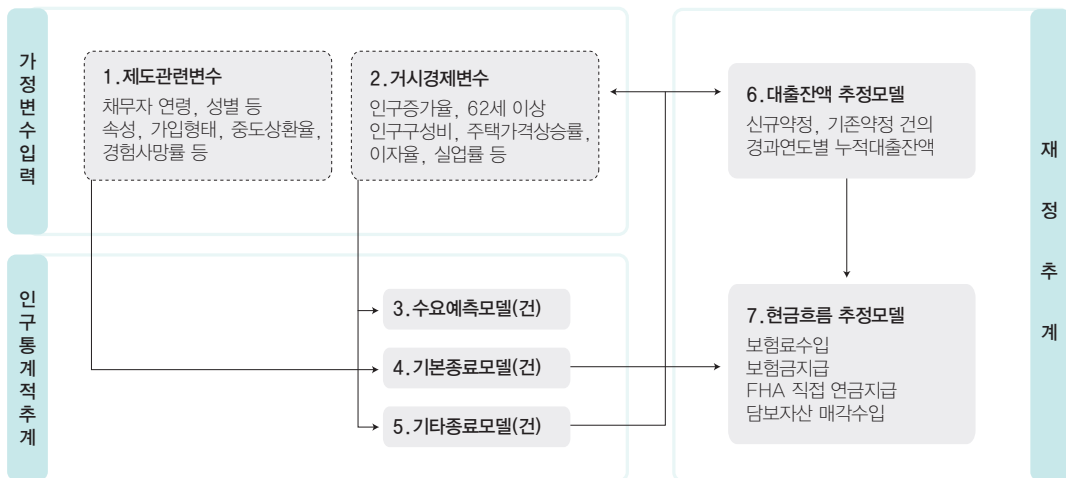 가정변수입력
1.제도관련변수
채무자 연령, 성별 등
속성, 가입형태, 중도상환율,
경험사망률 등
2.거시경제변수
인구증가율, 62세 이상
인구구성비, 주택가격상승률,
이자율, 실업률 등
인구통계적추계
3.수요예측모델(건)
4.기본종료모델(건)
5.기타종료모델(건)
6.대출잔액 추정모델
신규약정, 기존약정 건의
경과연도별 누적대출잔액
7.현금흐름 추정모델
보험료수입
보험금지급
FHA 직접 연금지급
담보자산 매각수입
재정추계